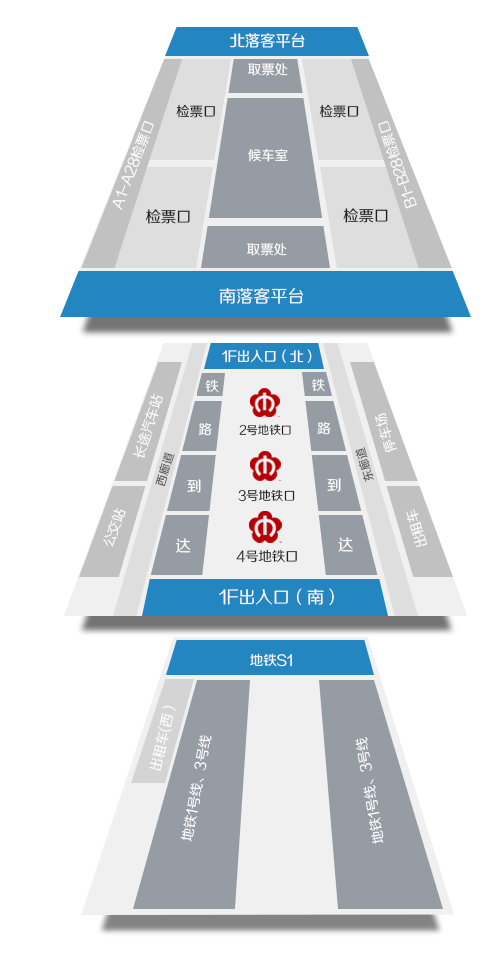 北落客平台
取票处
检票口
检票口
A1-A28检票口
B1-B28检票口
候车室
检票口
检票口
取票处
南落客平台
1F出入口（北）
铁
铁
长途汽车站
停车场
路
2号地铁口
路
西廊道
东廊道
到
3号地铁口
到
公交站
出租车
达
4号地铁口
达
1F出入口（南）
地铁S1
出租车(西)
地铁1号线、3号线
地铁1号线、3号线